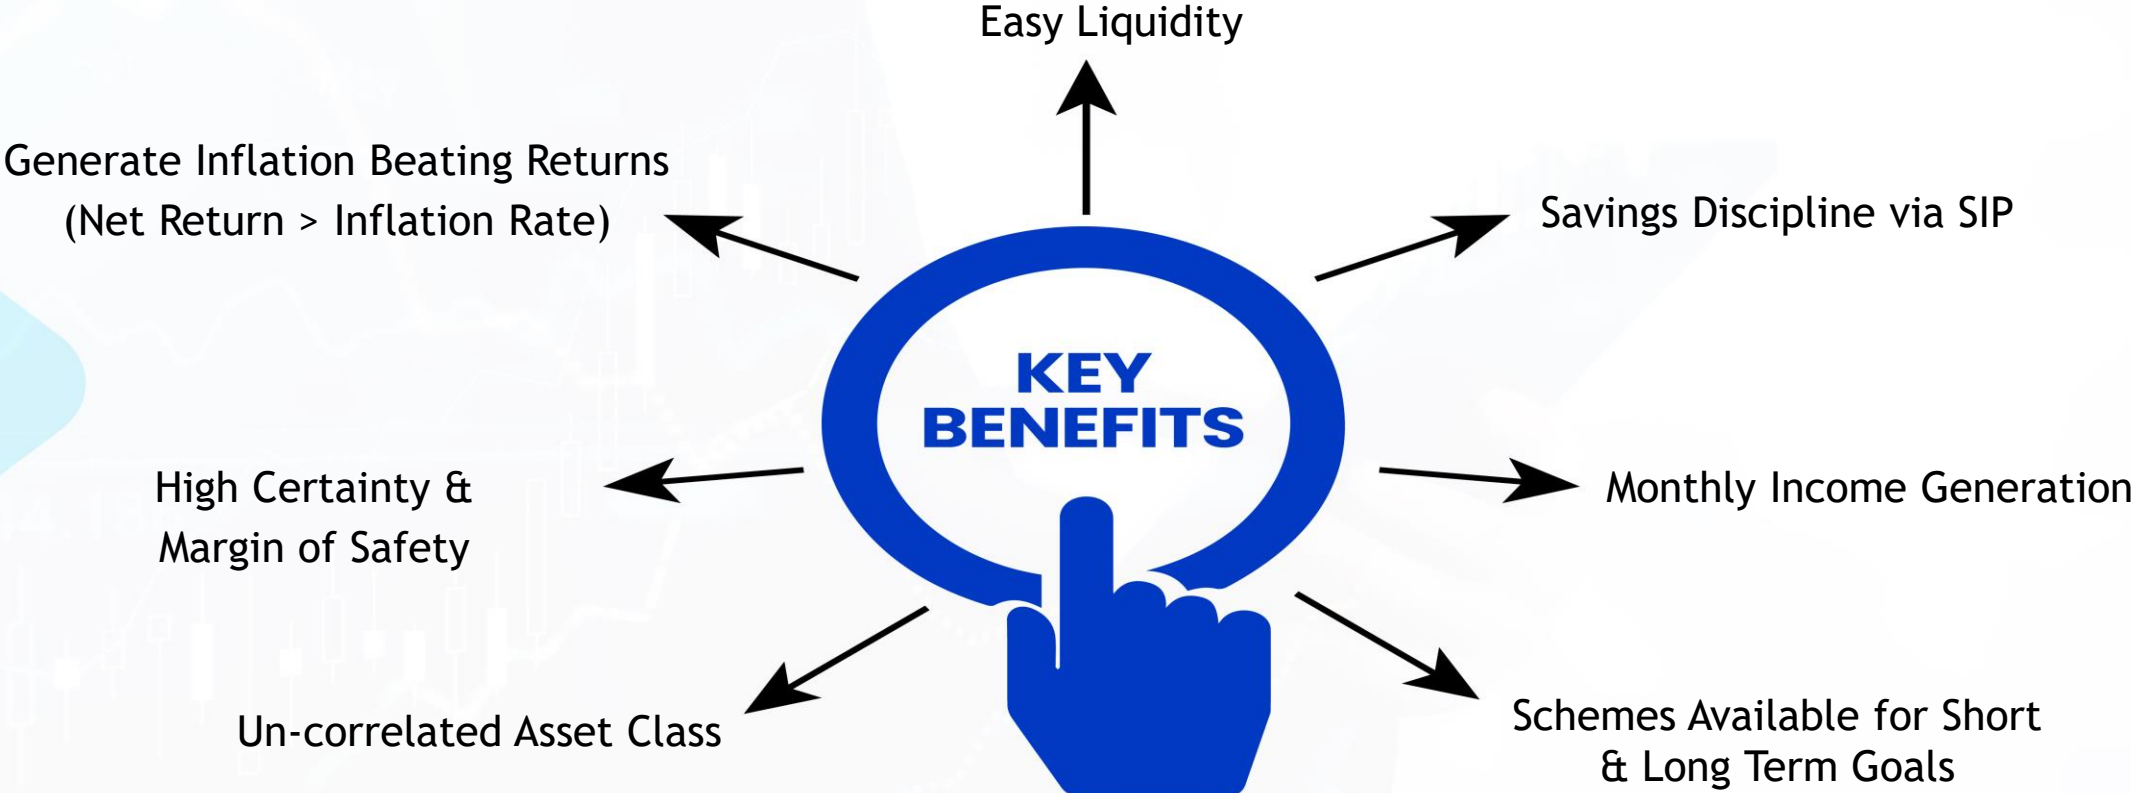 Easy Liquidity
Generate Inflation Beating Returns
(Net Return > Inflation Rate)
Savings Discipline via SIP
KEY
BENEFITS
High Certainty &
Margin of Safety
Monthly Income Generation
Un-correlated Asset Class
Schemes Available for Short
& Long Term Goals